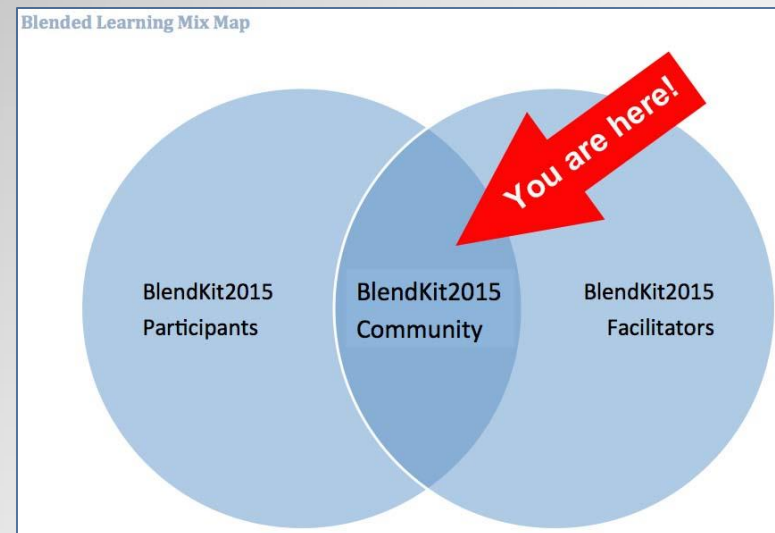 Blended Learning Mix Map
You are here!
BlendKit2015
Participants
BlendKit2015
Community
BlendKit2015
Facilitators